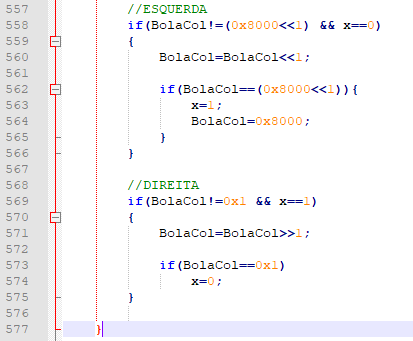 557 //ESQUERDA
558 if(BolaCol!=(0x8000<<1) && x==0)
559 {
560 BolaCol=BolaCol<<1;
561
562 if(BolaCol==(0x8000<<1)){
563 x=1;
564 BolaCol=0x8000;
565 }
566 }
567
568 //DIREITA
569 if(BolaCol!=0x1 && x==1)
570 {
571 BolaCol=BolaCol>>1;
572
573 if(BolaCol==0x1)
574 x=0;
575 }
576
577 }